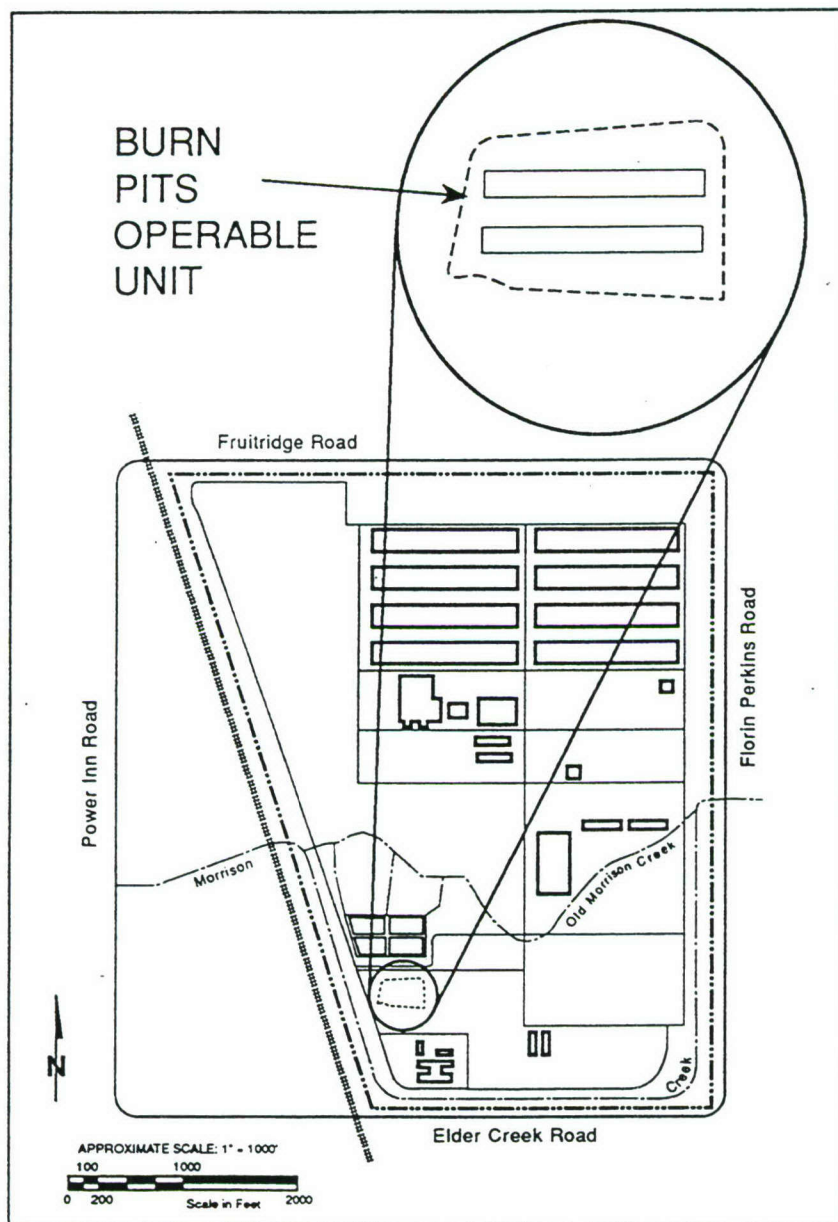 BURN
PITS
OPERABLE
UNIT
Fruitridge Road
Power Inn Road
Florin Perkins Road
Morrison
Old Morrison Creek
Creek
N
Elder Creek Road
APPROXIMATE SCALE: 1" = 1000'
100 1000
0 200 2000
Scale in Feet